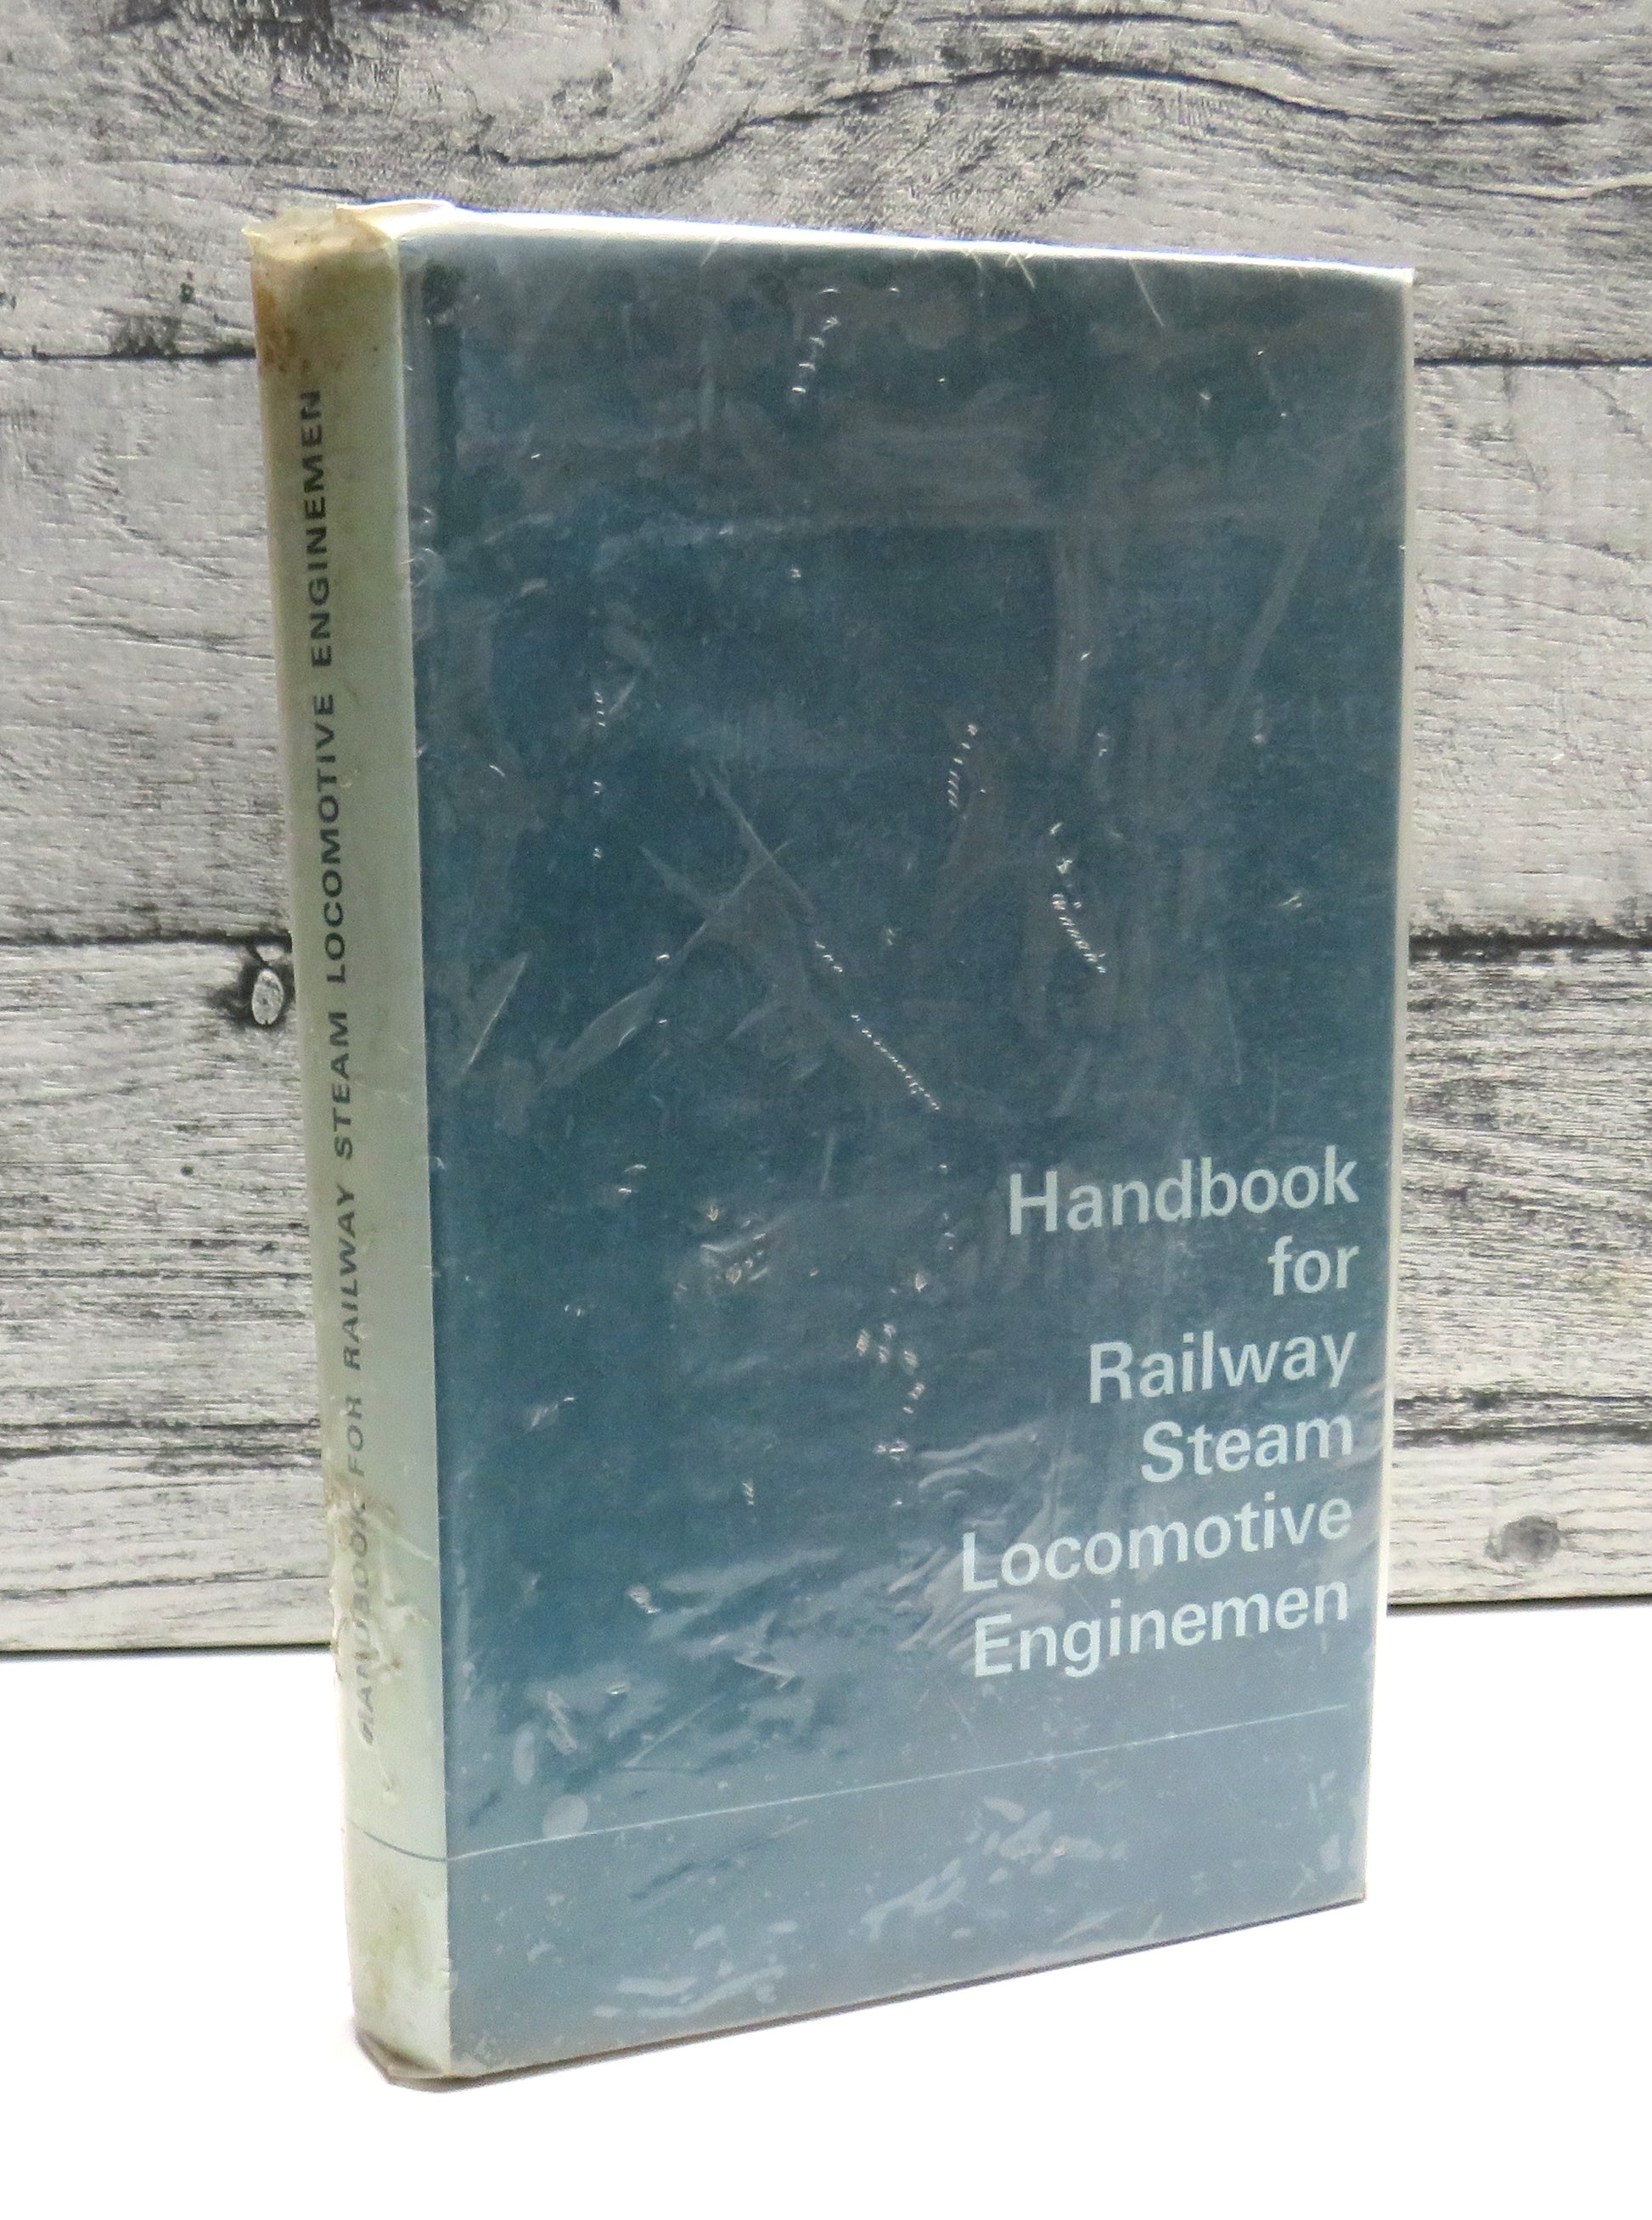 HANDBOOK FOR RAILWAY STEAM LOCOMOTIVE ENGINEMEN
Handbook
for
Railway
Steam
Locomotive
Enginemen